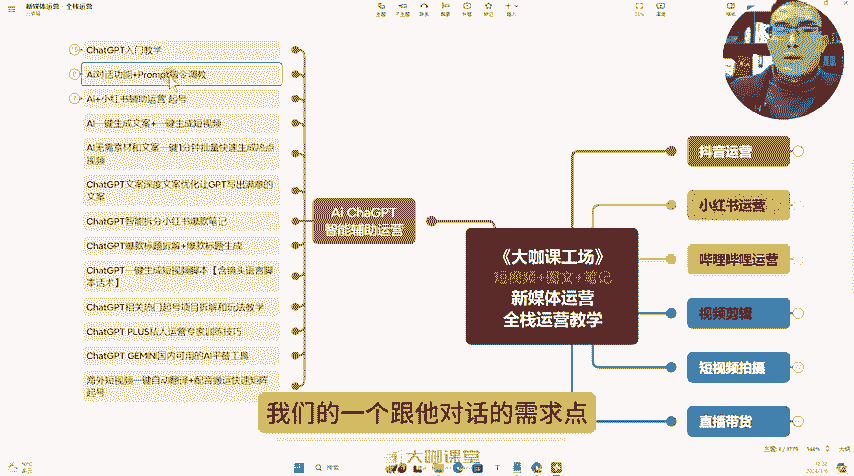 新媒体运营：全栈运营
ChatGPT入门教学
AI对话功能+Prompt指令调教
AI+小红书辅助运营 起号
AI一键生成文案+一键生成短视频
AI无需素材和文案一键1分钟批量快速生成热点
视频
ChatGPT文案深度文案优化让GPT写出满意的
文案
ChatGPT智能拆分小红书爆款笔记
ChatGPT爆款标题拆解+爆款标题生成
ChatGPT一键生成短视频脚本【含镜头语言脚
本话术】
ChatGPT相关热门起号项目拆解和玩法教学
ChatGPT PLUS私人运营专家训练技巧
ChatGPT GEMINI国内可用的AI平替工具
海外短视频一键自动翻译+配音搬运快速矩阵
起号
Ai ChaGPT
智能辅助运营
《大咖课工场》
短视频+图文+笔记
新媒体运营
全栈运营教学
抖音运营
小红书运营
哔哩哔哩运营
视频剪辑
短视频拍摄
直播带货
我们的一个跟他对话的需求点
大咖课堂